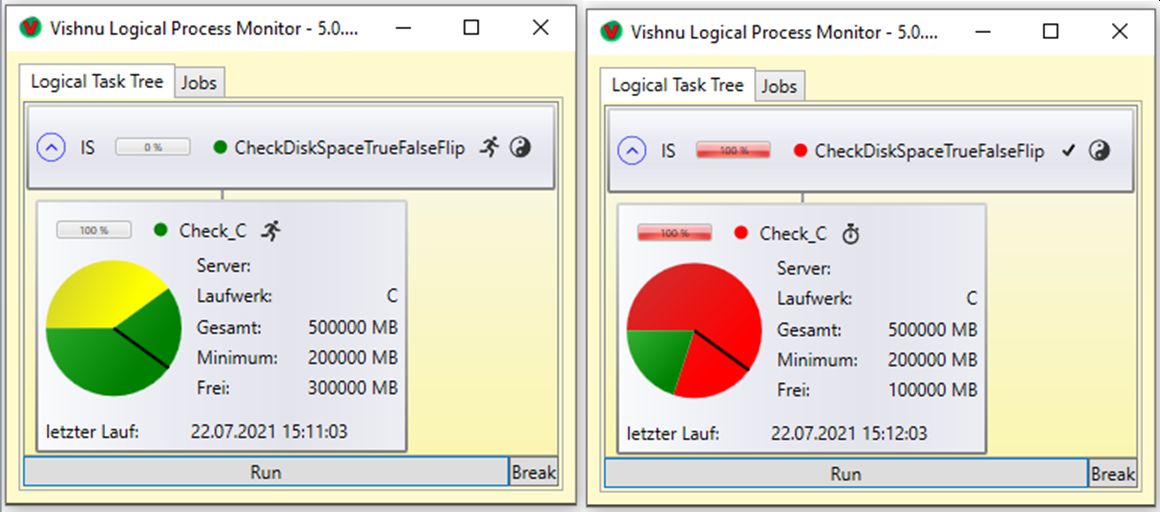 Vishnu Logical Process Monitor - 5.0....
Logical Task Tree Jobs
IS 0 % CheckDiskSpaceTrueFalseFlip
100 % Check_C
Server:
Laufwerk: C
Gesamt: 500000 MB
Minimum: 200000 MB
Frei: 300000 MB
letzter Lauf: 22.07.2021 15:11:03
Run Break
Vishnu Logical Process Monitor - 5.0....
Logical Task Tree Jobs
IS 100 % CheckDiskSpaceTrueFalseFlip
100 % Check_C
Server:
Laufwerk: C
Gesamt: 500000 MB
Minimum: 200000 MB
Frei: 100000 MB
letzter Lauf: 22.07.2021 15:12:03
Run Break